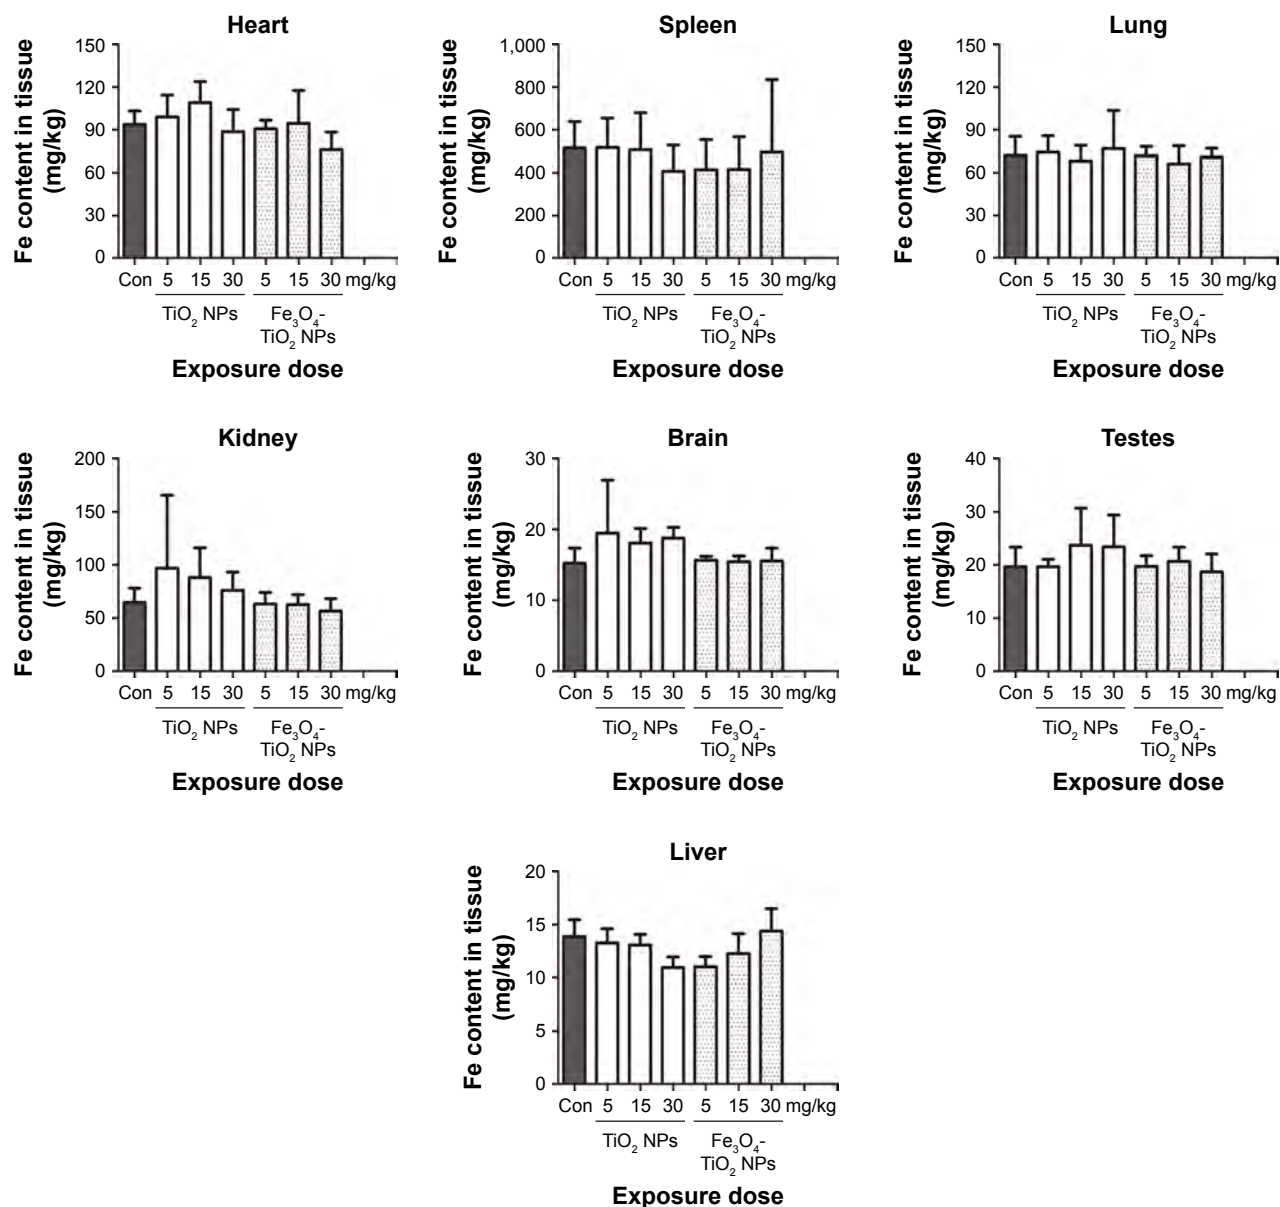 Heart
Fe content in tissue
(mg/kg)
150
120
90
60
30
0
Con 5 15 30 5 15 30 mg/kg
TiO2 NPs
Fe3O4-
TiO2 NPs
Exposure dose
Spleen
Fe content in tissue
(mg/kg)
1,000
800
600
400
200
0
Con 5 15 30 5 15 30 mg/kg
TiO2 NPs
Fe3O4-
TiO2 NPs
Exposure dose
Lung
Fe content in tissue
(mg/kg)
150
120
90
60
30
0
Con 5 15 30 5 15 30 mg/kg
TiO2 NPs
Fe3O4-
TiO2 NPs
Exposure dose
Kidney
Fe content in tissue
(mg/kg)
200
150
100
50
0
Con 5 15 30 5 15 30 mg/kg
TiO2 NPs
Fe3O4-
TiO2 NPs
Exposure dose
Brain
Fe content in tissue
(mg/kg)
30
20
10
0
Con 5 15 30 5 15 30 mg/kg
TiO2 NPs
Fe3O4-
TiO2 NPs
Exposure dose
Testes
Fe content in tissue
(mg/kg)
40
30
20
10
0
Con 5 15 30 5 15 30 mg/kg
TiO2 NPs
Fe3O4-
TiO2 NPs
Exposure dose
Liver
Fe content in tissue
(mg/kg)
20
15
10
5
0
Con 5 15 30 5 15 30 mg/kg
TiO2 NPs
Fe3O4-
TiO2 NPs
Exposure dose